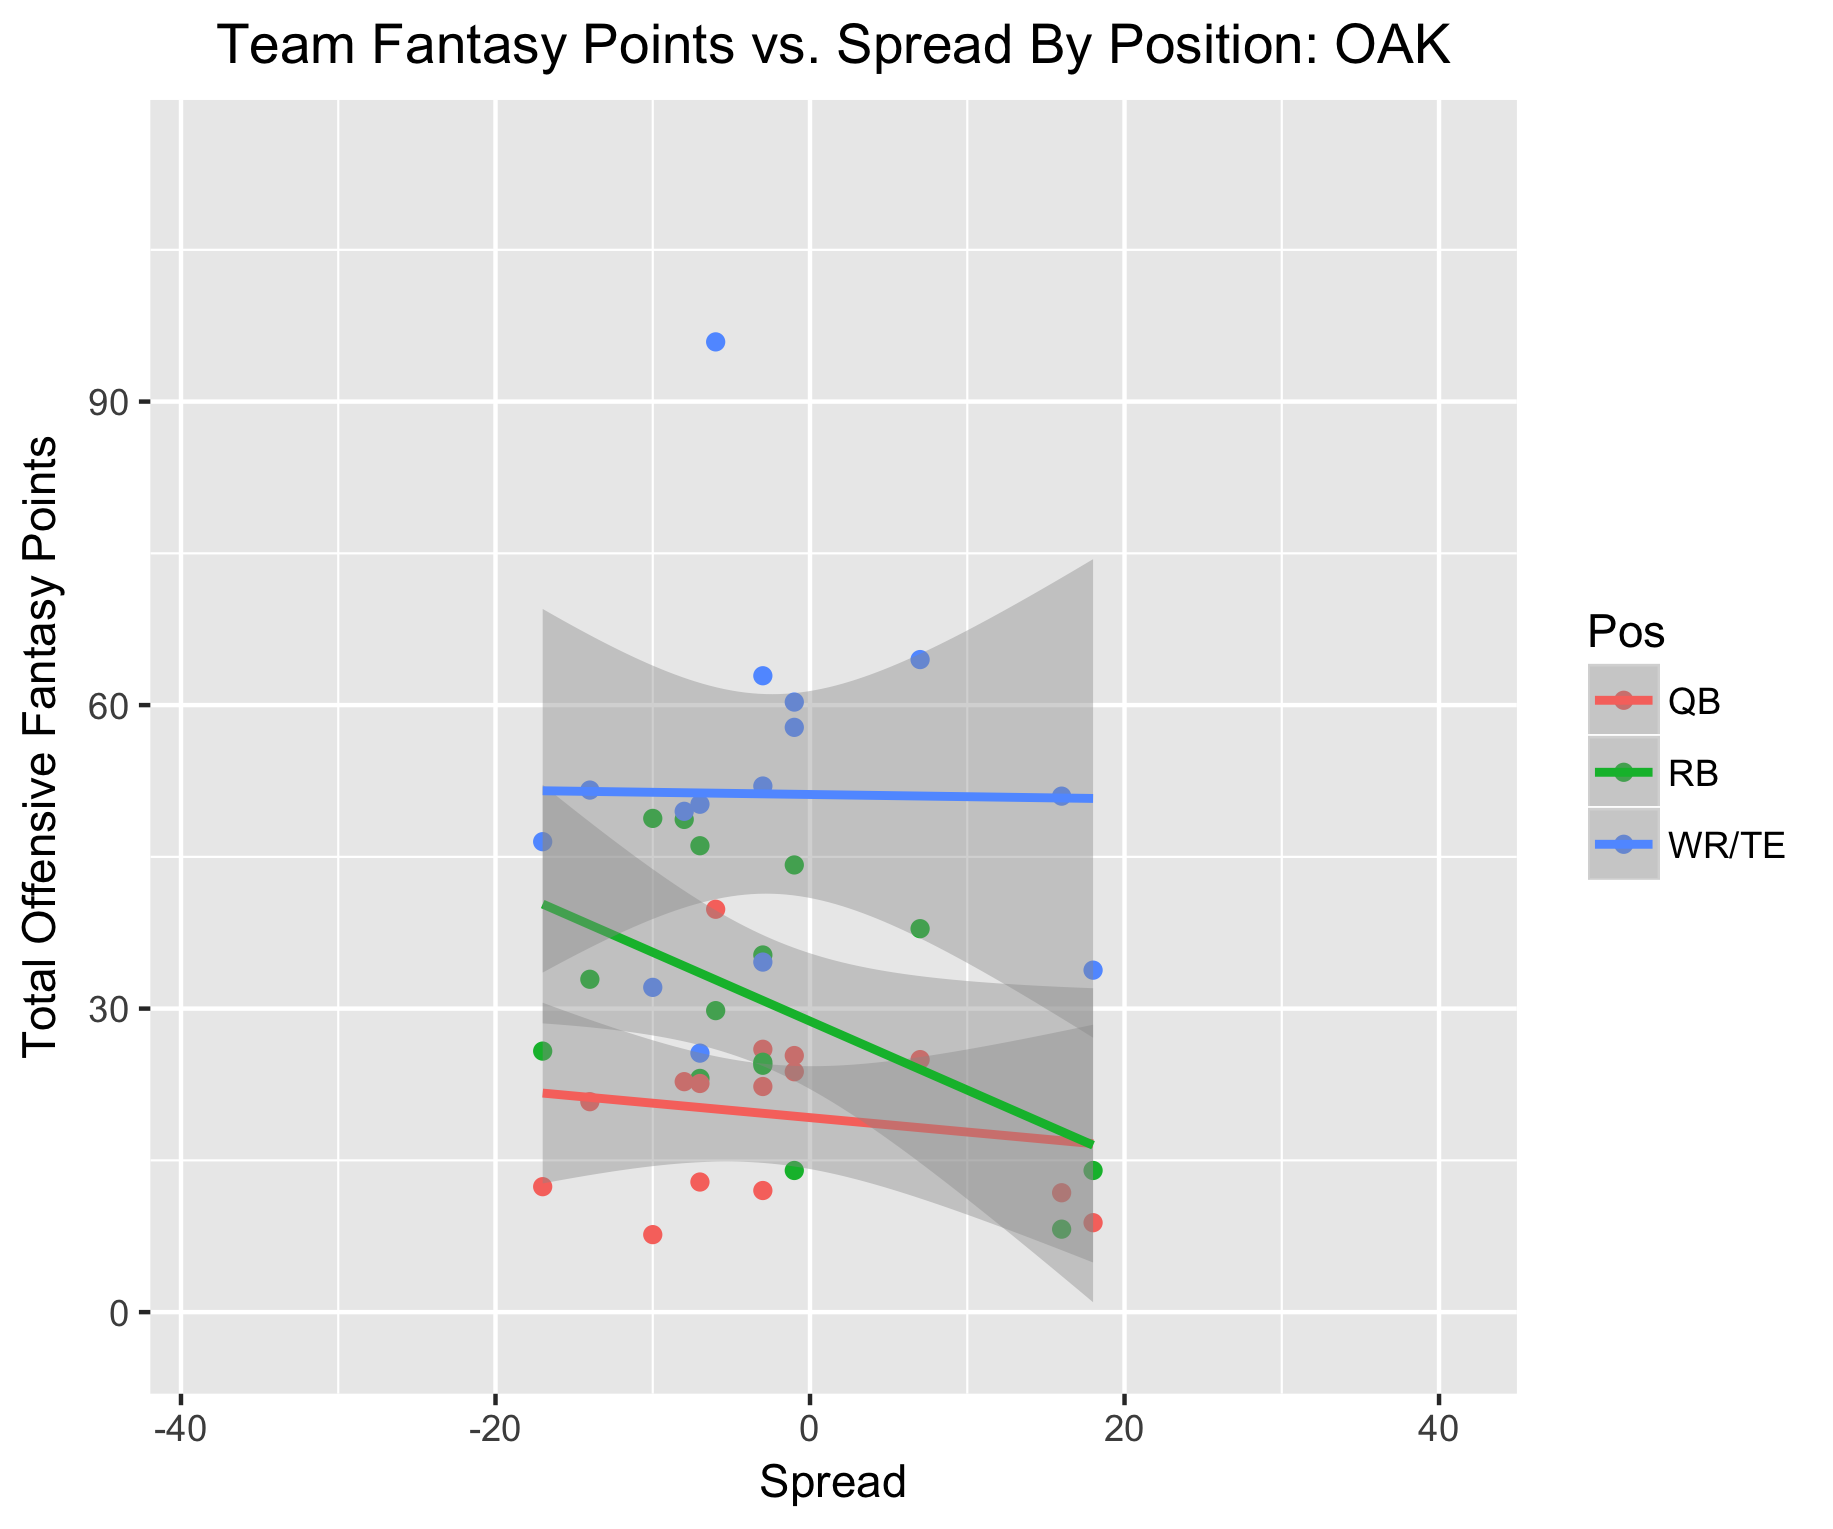 Team Fantasy Points vs. Spread By Position: OAK
Total Offensive Fantasy Points
90
60
30
0
-40
-20
0
20
40
Spread
Pos
QB
RB
WR/TE